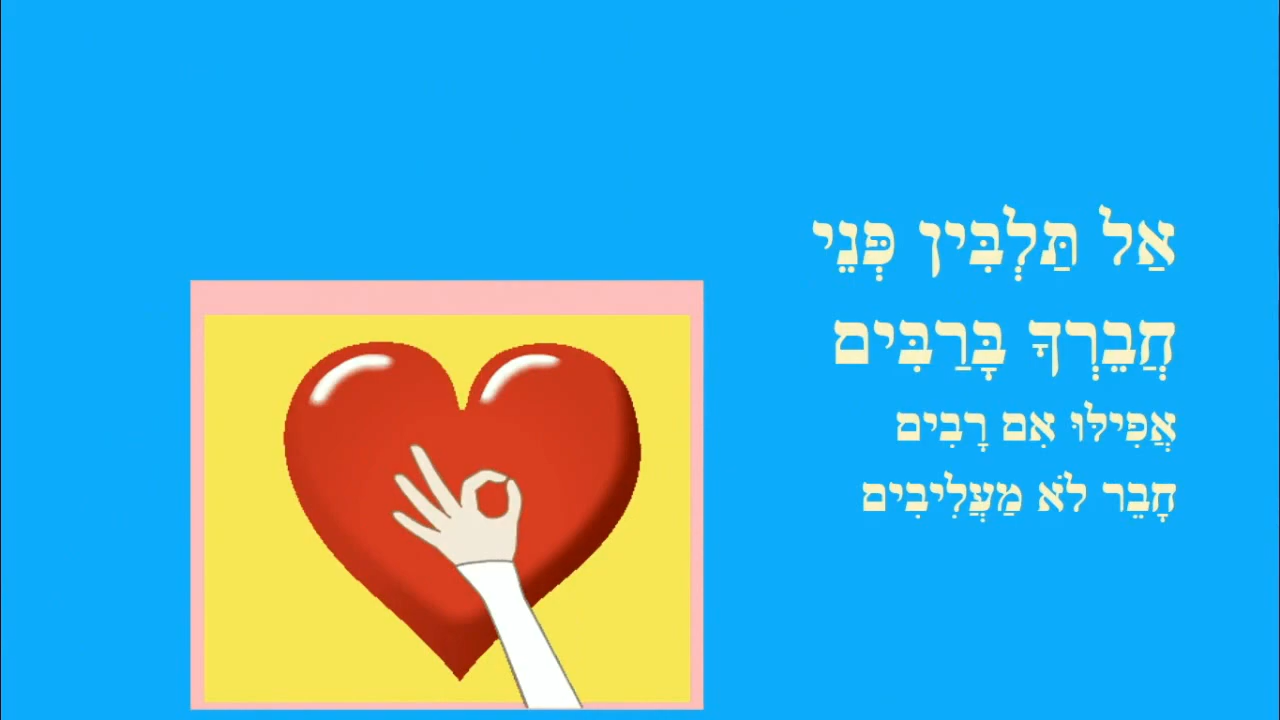 אַל תַּלְבִּין פְּנֵי
חֲבֵרְךָ בָּרַבִּים
אֲפִילוּּ אִם רָבִים
חָבֵר לֹא מַעֲלִיבִים